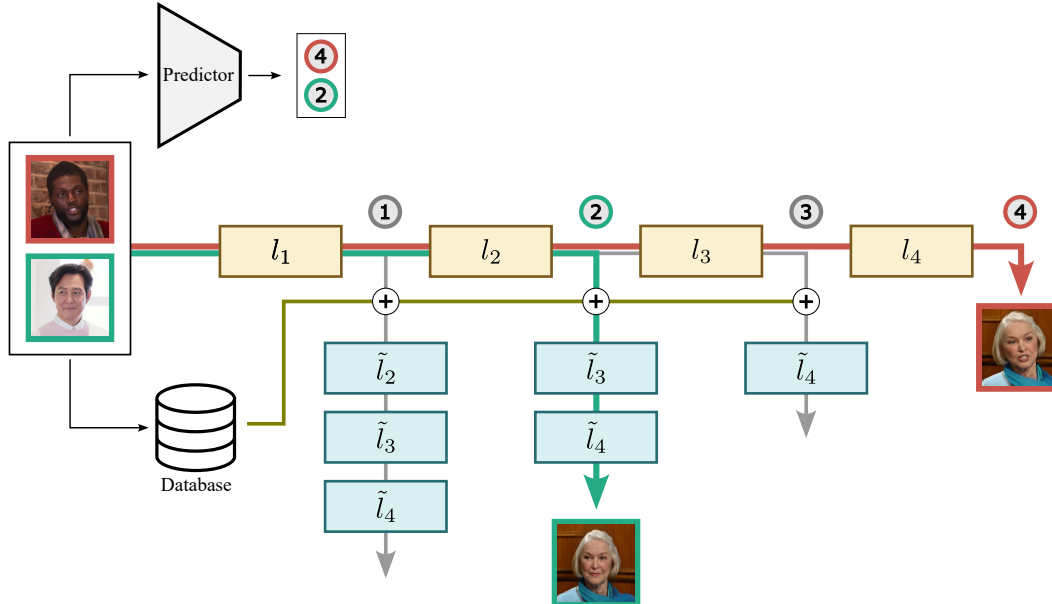 Predictor
4
2
1
2
3
4
l₁
l₂
l₃
l₄
+
+
+
l̃₂
l̃₃
l̃₄
l̃₃
l̃₄
l̃₄
Database